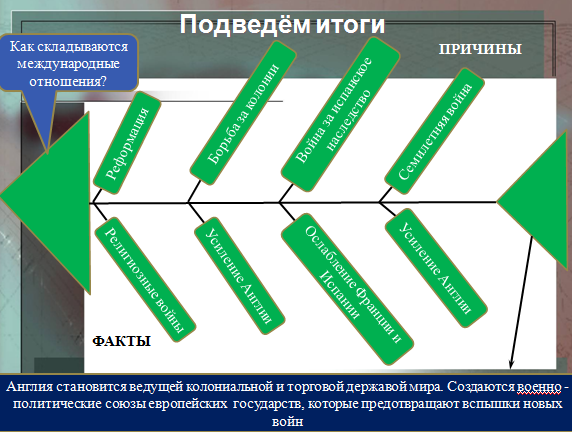 Подведём итоги
Как складываются
международные
отношения?
ПРИЧИНЫ
Реформация
Борьба за колонии
Война за испанское
наследство
Семилетняя война
Религиозные войны
Усиление Англии
Ослабление Франции и
Испании
Усиление Англии
ФАКТЫ
Англия становится ведущей колониальной и торговой державой мира. Создаются военно -
политические союзы европейских государств, которые предотвращают вспышки новых
войн